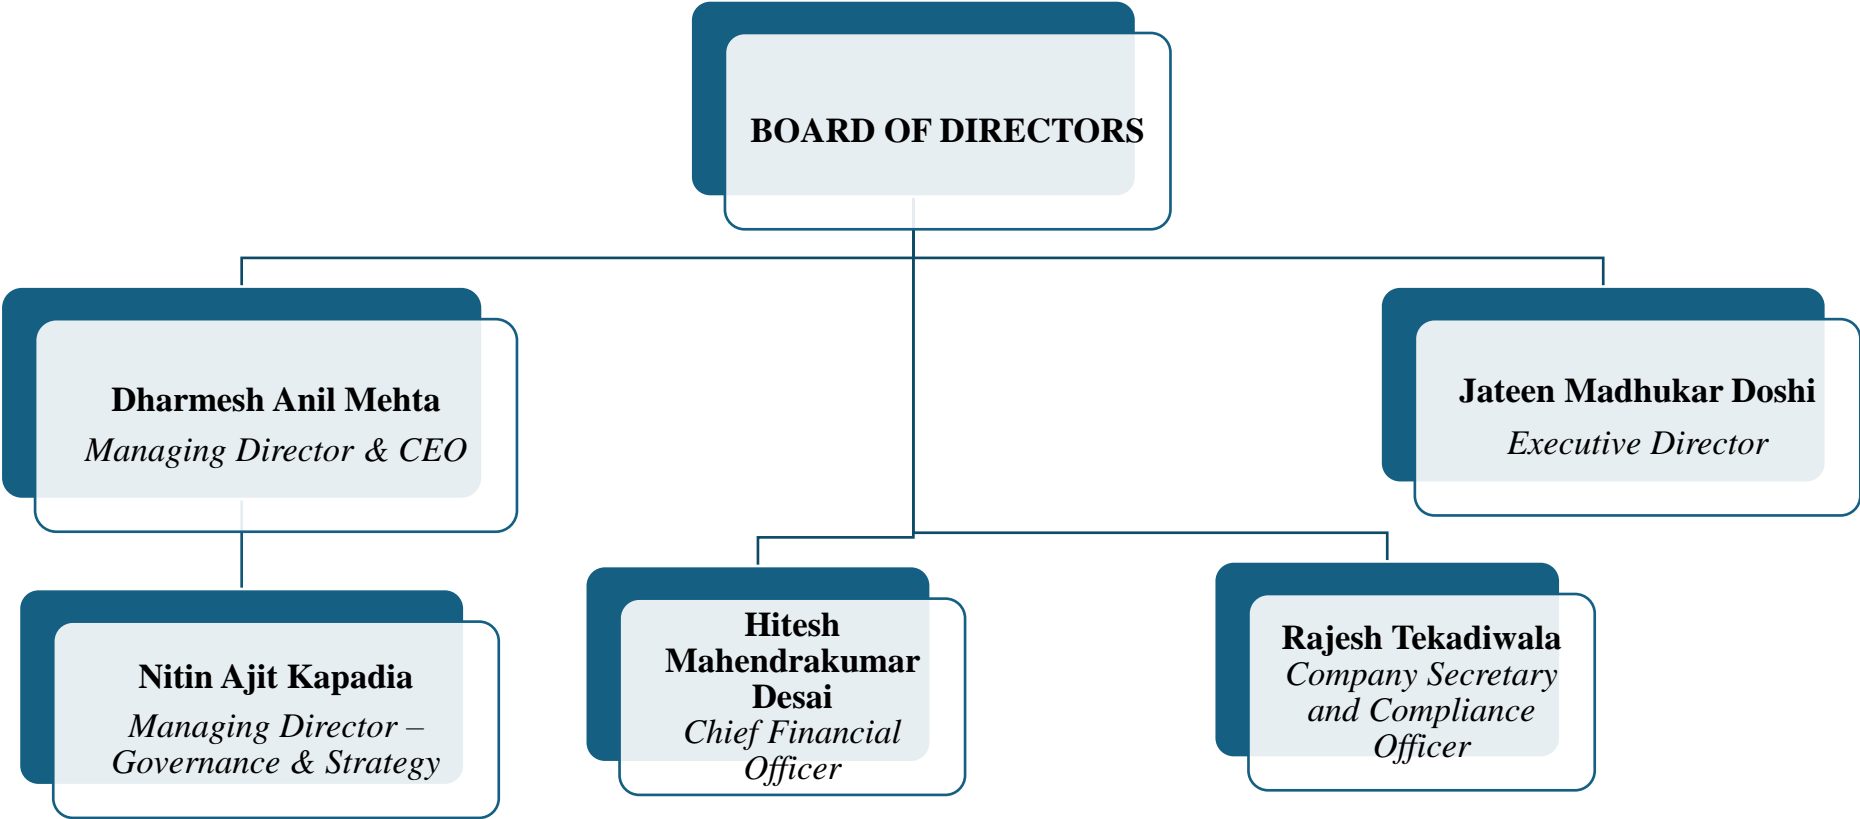 BOARD OF DIRECTORS
Dharmesh Anil Mehta
Managing Director & CEO
Jateen Madhukar Doshi
Executive Director
Nitin Ajit Kapadia
Managing Director –
Governance & Strategy
Hitesh
Mahendrakumar
Desai
Chief Financial
Officer
Rajesh Tekadiwala
Company Secretary
and Compliance
Officer